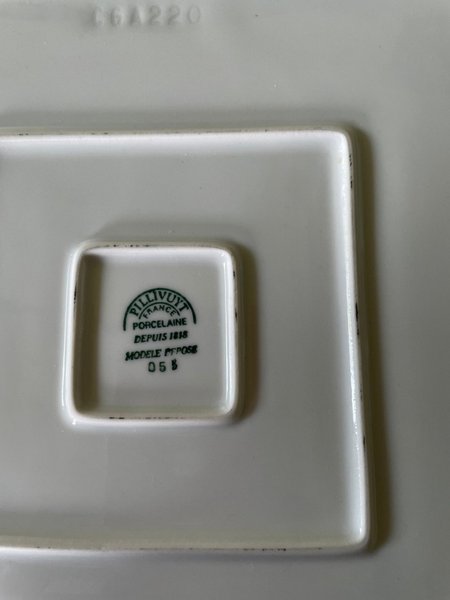 PILLIVUYT
FRANCE
PORCELAINE
DEPUIS 1818
MODELE DEPOSE